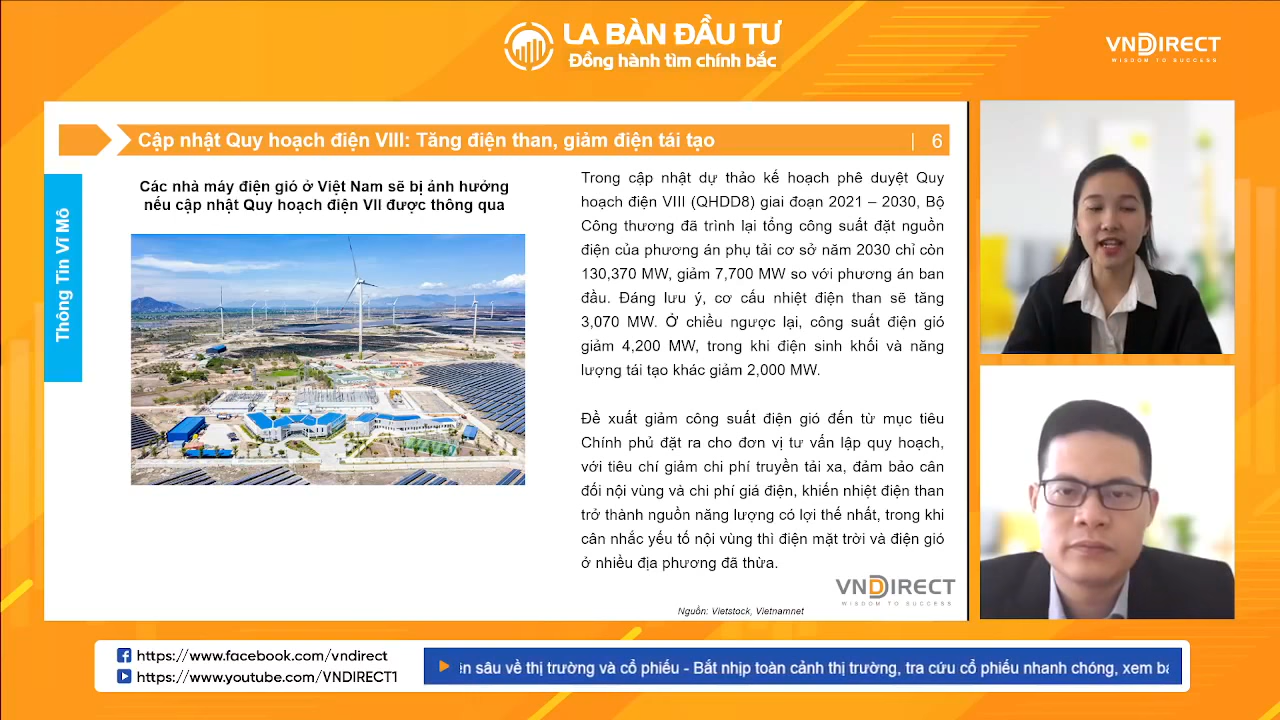 LA BÀN ĐẦU TƯ
Đồng hành tìm chính bắc
VNDIRECT
WISDOM TO SUCCESS
Cập nhật Quy hoạch điện VIII: Tăng điện than, giảm điện tái tạo | 6
Thông Tin Vĩ Mô
Các nhà máy điện gió ở Việt Nam sẽ bị ảnh hưởng
nếu cập nhật Quy hoạch điện VII được thông qua
Trong cập nhật dự thảo kế hoạch phê duyệt Quy
hoạch điện VIII (QHDD8) giai đoạn 2021 – 2030, Bộ
Công thương đã trình lại tổng công suất đặt nguồn
điện của phương án phụ tải cơ sở năm 2030 chỉ còn
130,370 MW, giảm 7,700 MW so với phương án ban
đầu. Đáng lưu ý, cơ cấu nhiệt điện than sẽ tăng
3,070 MW. Ở chiều ngược lại, công suất điện gió
giảm 4,200 MW, trong khi điện sinh khối và năng
lượng tái tạo khác giảm 2,000 MW.
Đề xuất giảm công suất điện gió đến từ mục tiêu
Chính phủ đặt ra cho đơn vị tư vấn lập quy hoạch,
với tiêu chí giảm chi phí truyền tải xa, đảm bảo cân
đối nội vùng và chi phí giá điện, khiến nhiệt điện than
trở thành nguồn năng lượng có lợi thế nhất, trong khi
cân nhắc yếu tố nội vùng thì điện mặt trời và điện gió
ở nhiều địa phương đã thừa.
VNDIRECT
WISDOM TO SUCCESS
Nguồn: Vietstock, Vietnamnet
https://www.facebook.com/vndirect
https://www.youtube.com/VNDIRECT1
sâu về thị trường và cổ phiếu - Bắt nhịp toàn cảnh thị trường, tra cứu cổ phiếu nhanh chóng, xem